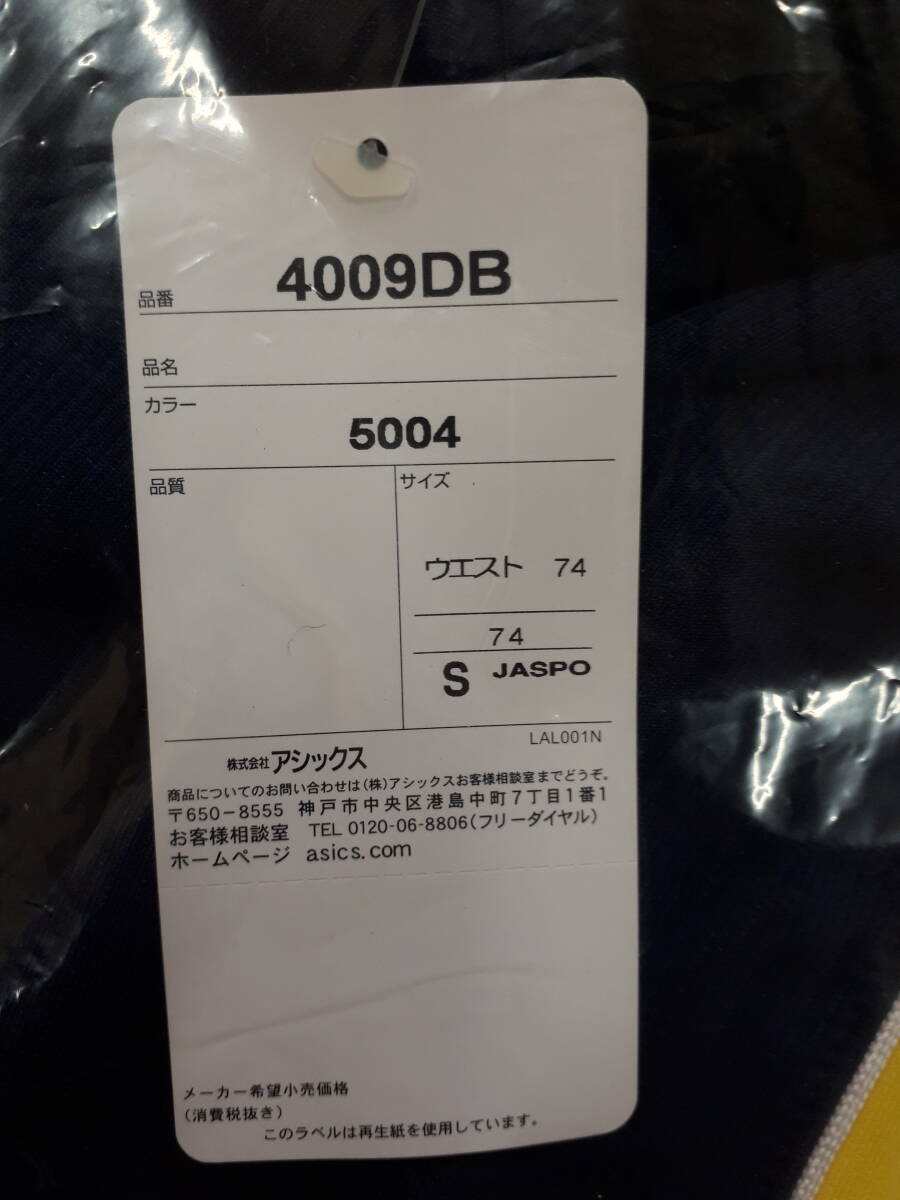 品番 4009DB
品名
カラー
5004
品質
サイズ
ウエスト 74
74
S JASPO
LAL001N
株式会社アシックス
商品についてのお問い合わせは(株)アシックスお客様相談室までどうぞ。
〒650-8555 神戸市中央区港島中町7丁目1番1
お客様相談室 TEL 0120-06-8806(フリーダイヤル)
ホームページ asics.com
メーカー希望小売価格
(消費税抜き)
このラベルは再生紙を使用しています。